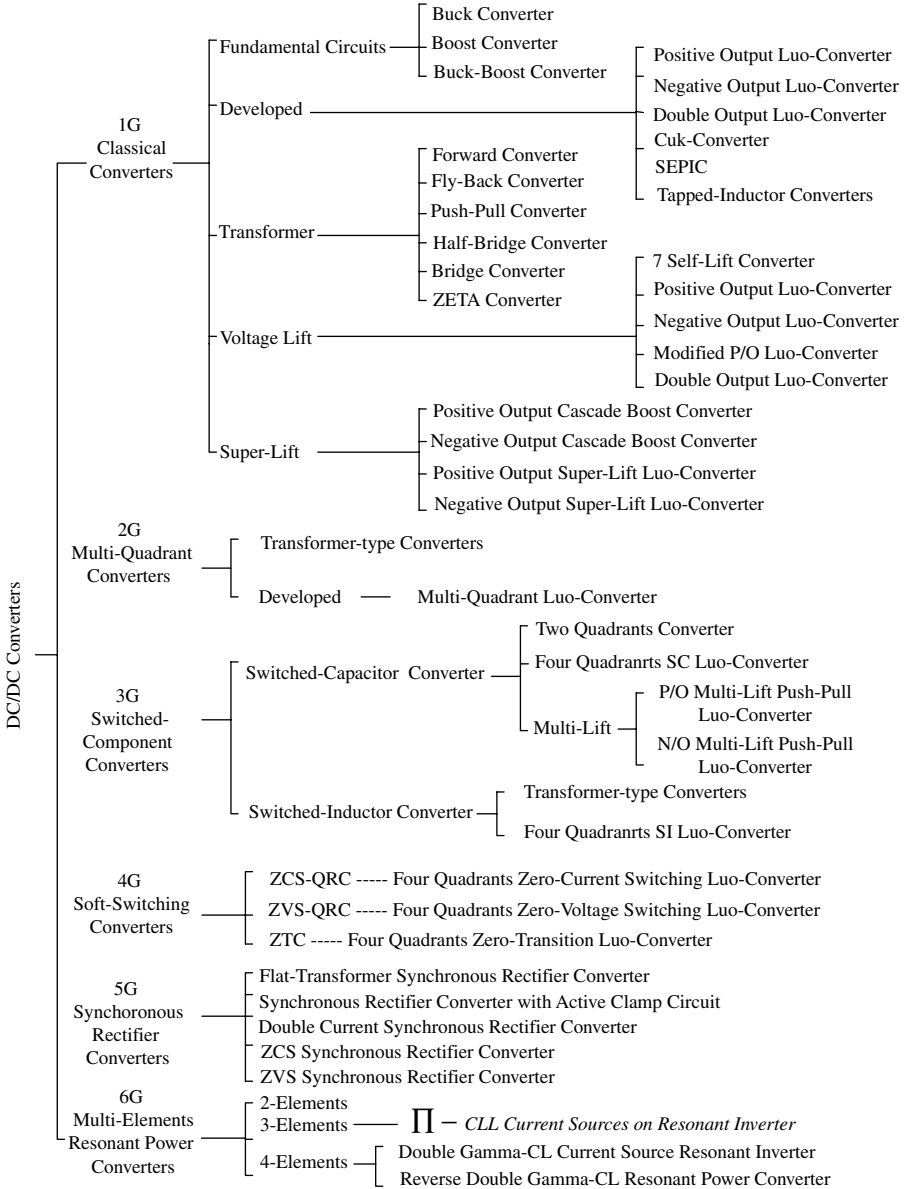 DC/DC Converters
1G
Classical
Converters
Fundamental Circuits
Buck Converter
Boost Converter
Buck-Boost Converter
Developed
Positive Output Luo-Converter
Negative Output Luo-Converter
Double Output Luo-Converter
Cuk-Converter
SEPIC
Tapped-Inductor Converters
Transformer
Forward Converter
Fly-Back Converter
Push-Pull Converter
Half-Bridge Converter
Bridge Converter
ZETA Converter
Voltage Lift
7 Self-Lift Converter
Positive Output Luo-Converter
Negative Output Luo-Converter
Modified P/O Luo-Converter
Double Output Luo-Converter
Super-Lift
Positive Output Cascade Boost Converter
Negative Output Cascade Boost Converter
Positive Output Super-Lift Luo-Converter
Negative Output Super-Lift Luo-Converter
2G
Multi-Quadrant
Converters
Transformer-type Converters
Developed
Multi-Quadrant Luo-Converter
3G
Switched-
Component
Converters
Switched-Capacitor Converter
Two Quadrants Converter
Four Quadranrts SC Luo-Converter
Multi-Lift
P/O Multi-Lift Push-Pull
Luo-Converter
N/O Multi-Lift Push-Pull
Luo-Converter
Switched-Inductor Converter
Transformer-type Converters
Four Quadranrts SI Luo-Converter
4G
Soft-Switching
Converters
ZCS-QRC ----- Four Quadrants Zero-Current Switching Luo-Converter
ZVS-QRC ----- Four Quadrants Zero-Voltage Switching Luo-Converter
ZTC ----- Four Quadrants Zero-Transition Luo-Converter
5G
Synchoronous
Rectifier
Converters
Flat-Transformer Synchronous Rectifier Converter
Synchronous Rectifier Converter with Active Clamp Circuit
Double Current Synchronous Rectifier Converter
ZCS Synchronous Rectifier Converter
ZVS Synchronous Rectifier Converter
6G
Multi-Elements
Resonant Power
Converters
2-Elements
3-Elements
∏ – CLL Current Sources on Resonant Inverter
4-Elements
Double Gamma-CL Current Source Resonant Inverter
Reverse Double Gamma-CL Resonant Power Converter